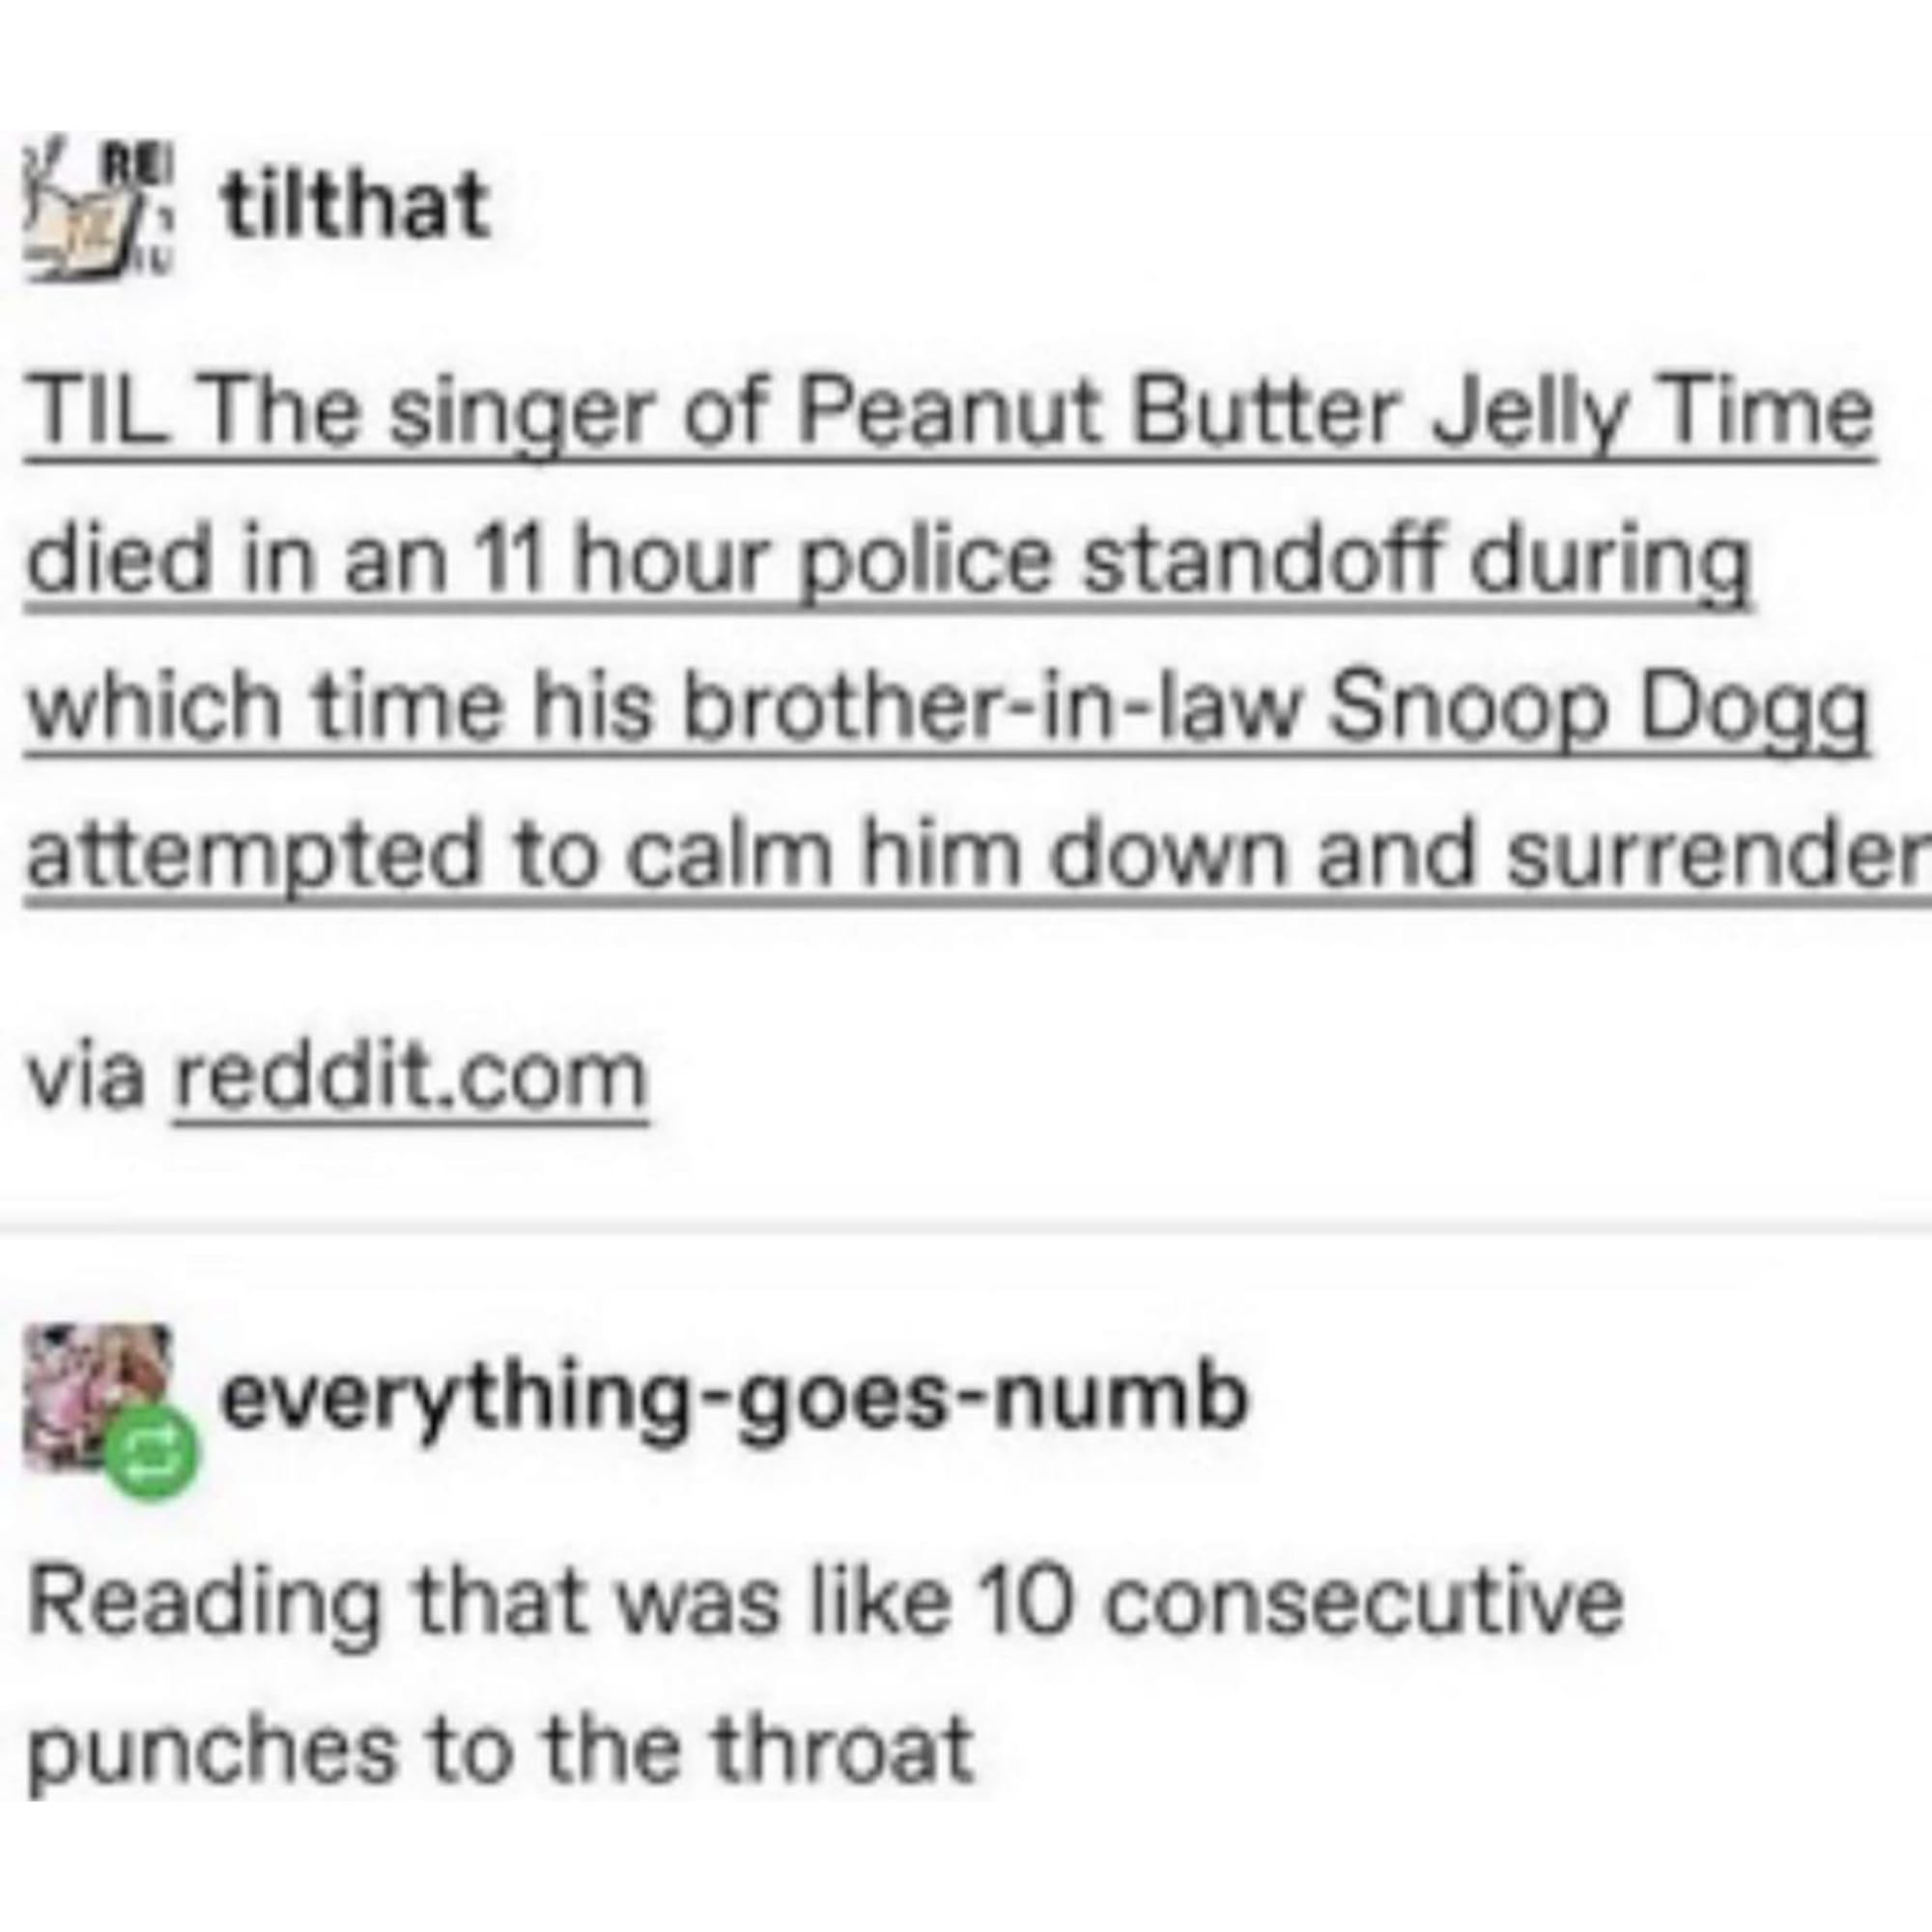 REI
tilthat
TIL The singer of Peanut Butter Jelly Time
died in an 11 hour police standoff during
which time his brother-in-law Snoop Dogg
attempted to calm him down and surrender
via reddit.com
everything-goes-numb
Reading that was like 10 consecutive
punches to the throat